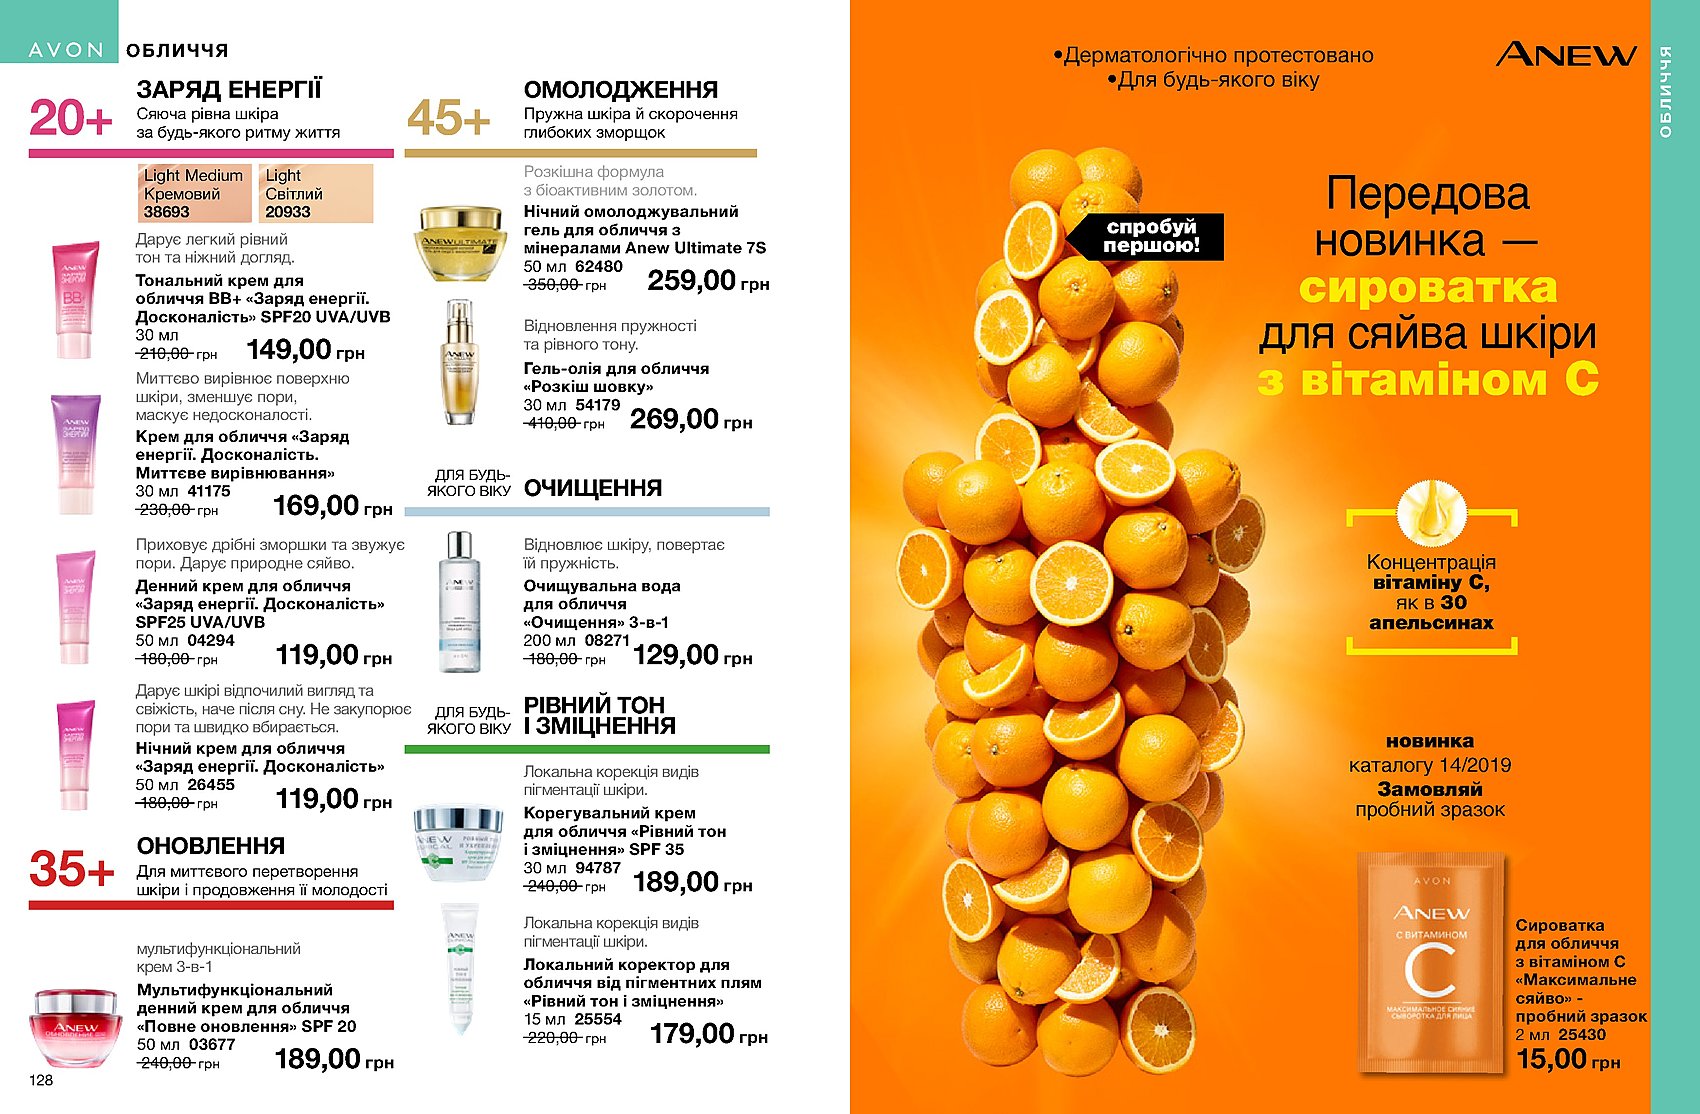 AVON ОБЛИЧЧЯ
20+
ЗАРЯД ЕНЕРГІЇ
Сяюча рівна шкіра
за будь-якого ритму життя
Light Medium
Кремовий
38693
Light
Світлий
20933
Дарує легкий рівний
тон та ніжний догляд.
Тональний крем для
обличчя BB+ «Заряд енергії.
Досконалість» SPF20 UVA/UVB
30 мл
210,00 грн 149,00 грн
Миттєво вирівнює поверхню
шкіри, зменшує пори,
маскує недосконалості.
Крем для обличчя «Заряд
енергії. Досконалість.
Миттєве вирівнювання»
30 мл 41175
230,00 грн 169,00 грн
Приховує дрібні зморшки та звужує
пори. Дарує природне сяйво.
Денний крем для обличчя
«Заряд енергії. Досконалість»
SPF25 UVA/UVB
50 мл 04294
180,00 грн 119,00 грн
Дарує шкірі відпочилий вигляд та
свіжість, наче після сну. Не закупорює
пори та швидко вбирається.
Нічний крем для обличчя
«Заряд енергії. Досконалість»
50 мл 26455
180,00 грн 119,00 грн
35+
ОНОВЛЕННЯ
Для миттєвого перетворення
шкіри і продовження її молодості
мультифункціональний
крем 3-в-1
Мультифункціональний
денний крем для обличчя
«Повне оновлення» SPF 20
50 мл 03677
240,00 грн 189,00 грн
128
45+
ОМОЛОДЖЕННЯ
Пружна шкіра й скорочення
глибоких зморщок
Розкішна формула
з біоактивним золотом.
Нічний омолоджувальний
гель для обличчя з
мінералами Anew Ultimate 7S
50 мл 62480
350,00 грн 259,00 грн
Відновлення пружності
та рівного тону.
Гель-олія для обличчя
«Розкіш шовку»
30 мл 54179
410,00 грн 269,00 грн
ДЛЯ БУДЬ-
ЯКОГО ВІКУ ОЧИЩЕННЯ
Відновлює шкіру, повертає
їй пружність.
Очищувальна вода
для обличчя
«Очищення» 3-в-1
200 мл 08271
180,00 грн 129,00 грн
ДЛЯ БУДЬ-
ЯКОГО ВІКУ
РІВНИЙ ТОН
І ЗМІЦНЕННЯ
Локальна корекція видів
пігментації шкіри.
Корегувальний крем
для обличчя «Рівний тон
і зміцнення» SPF 35
30 мл 94787
240,00 грн 189,00 грн
Локальна корекція видів
пігментації шкіри.
Локальний коректор для
обличчя від пігментних плям
«Рівний тон і зміцнення»
15 мл 25554
220,00 грн 179,00 грн
•Дерматологічно протестовано
•Для будь-якого віку
ANEW
ОБЛИЧЧЯ
спробуй
першою!
Передова
новинка —
сироватка
для сяйва шкіри
з вітаміном С
Концентрація
вітаміну С,
як в 30
апельсинах
новинка
каталогу 14/2019
Замовляй
пробний зразок
AVON
ANEW
С ВИТАМИНОМ
C
МАКСИМАЛЬНОЕ СИЯНИЕ
СЫВОРОТКА ДЛЯ ЛИЦА
Сироватка
для обличчя
з вітаміном С
«Максимальне
сяйво» -
пробний зразок
2 мл 25430
15,00 грн